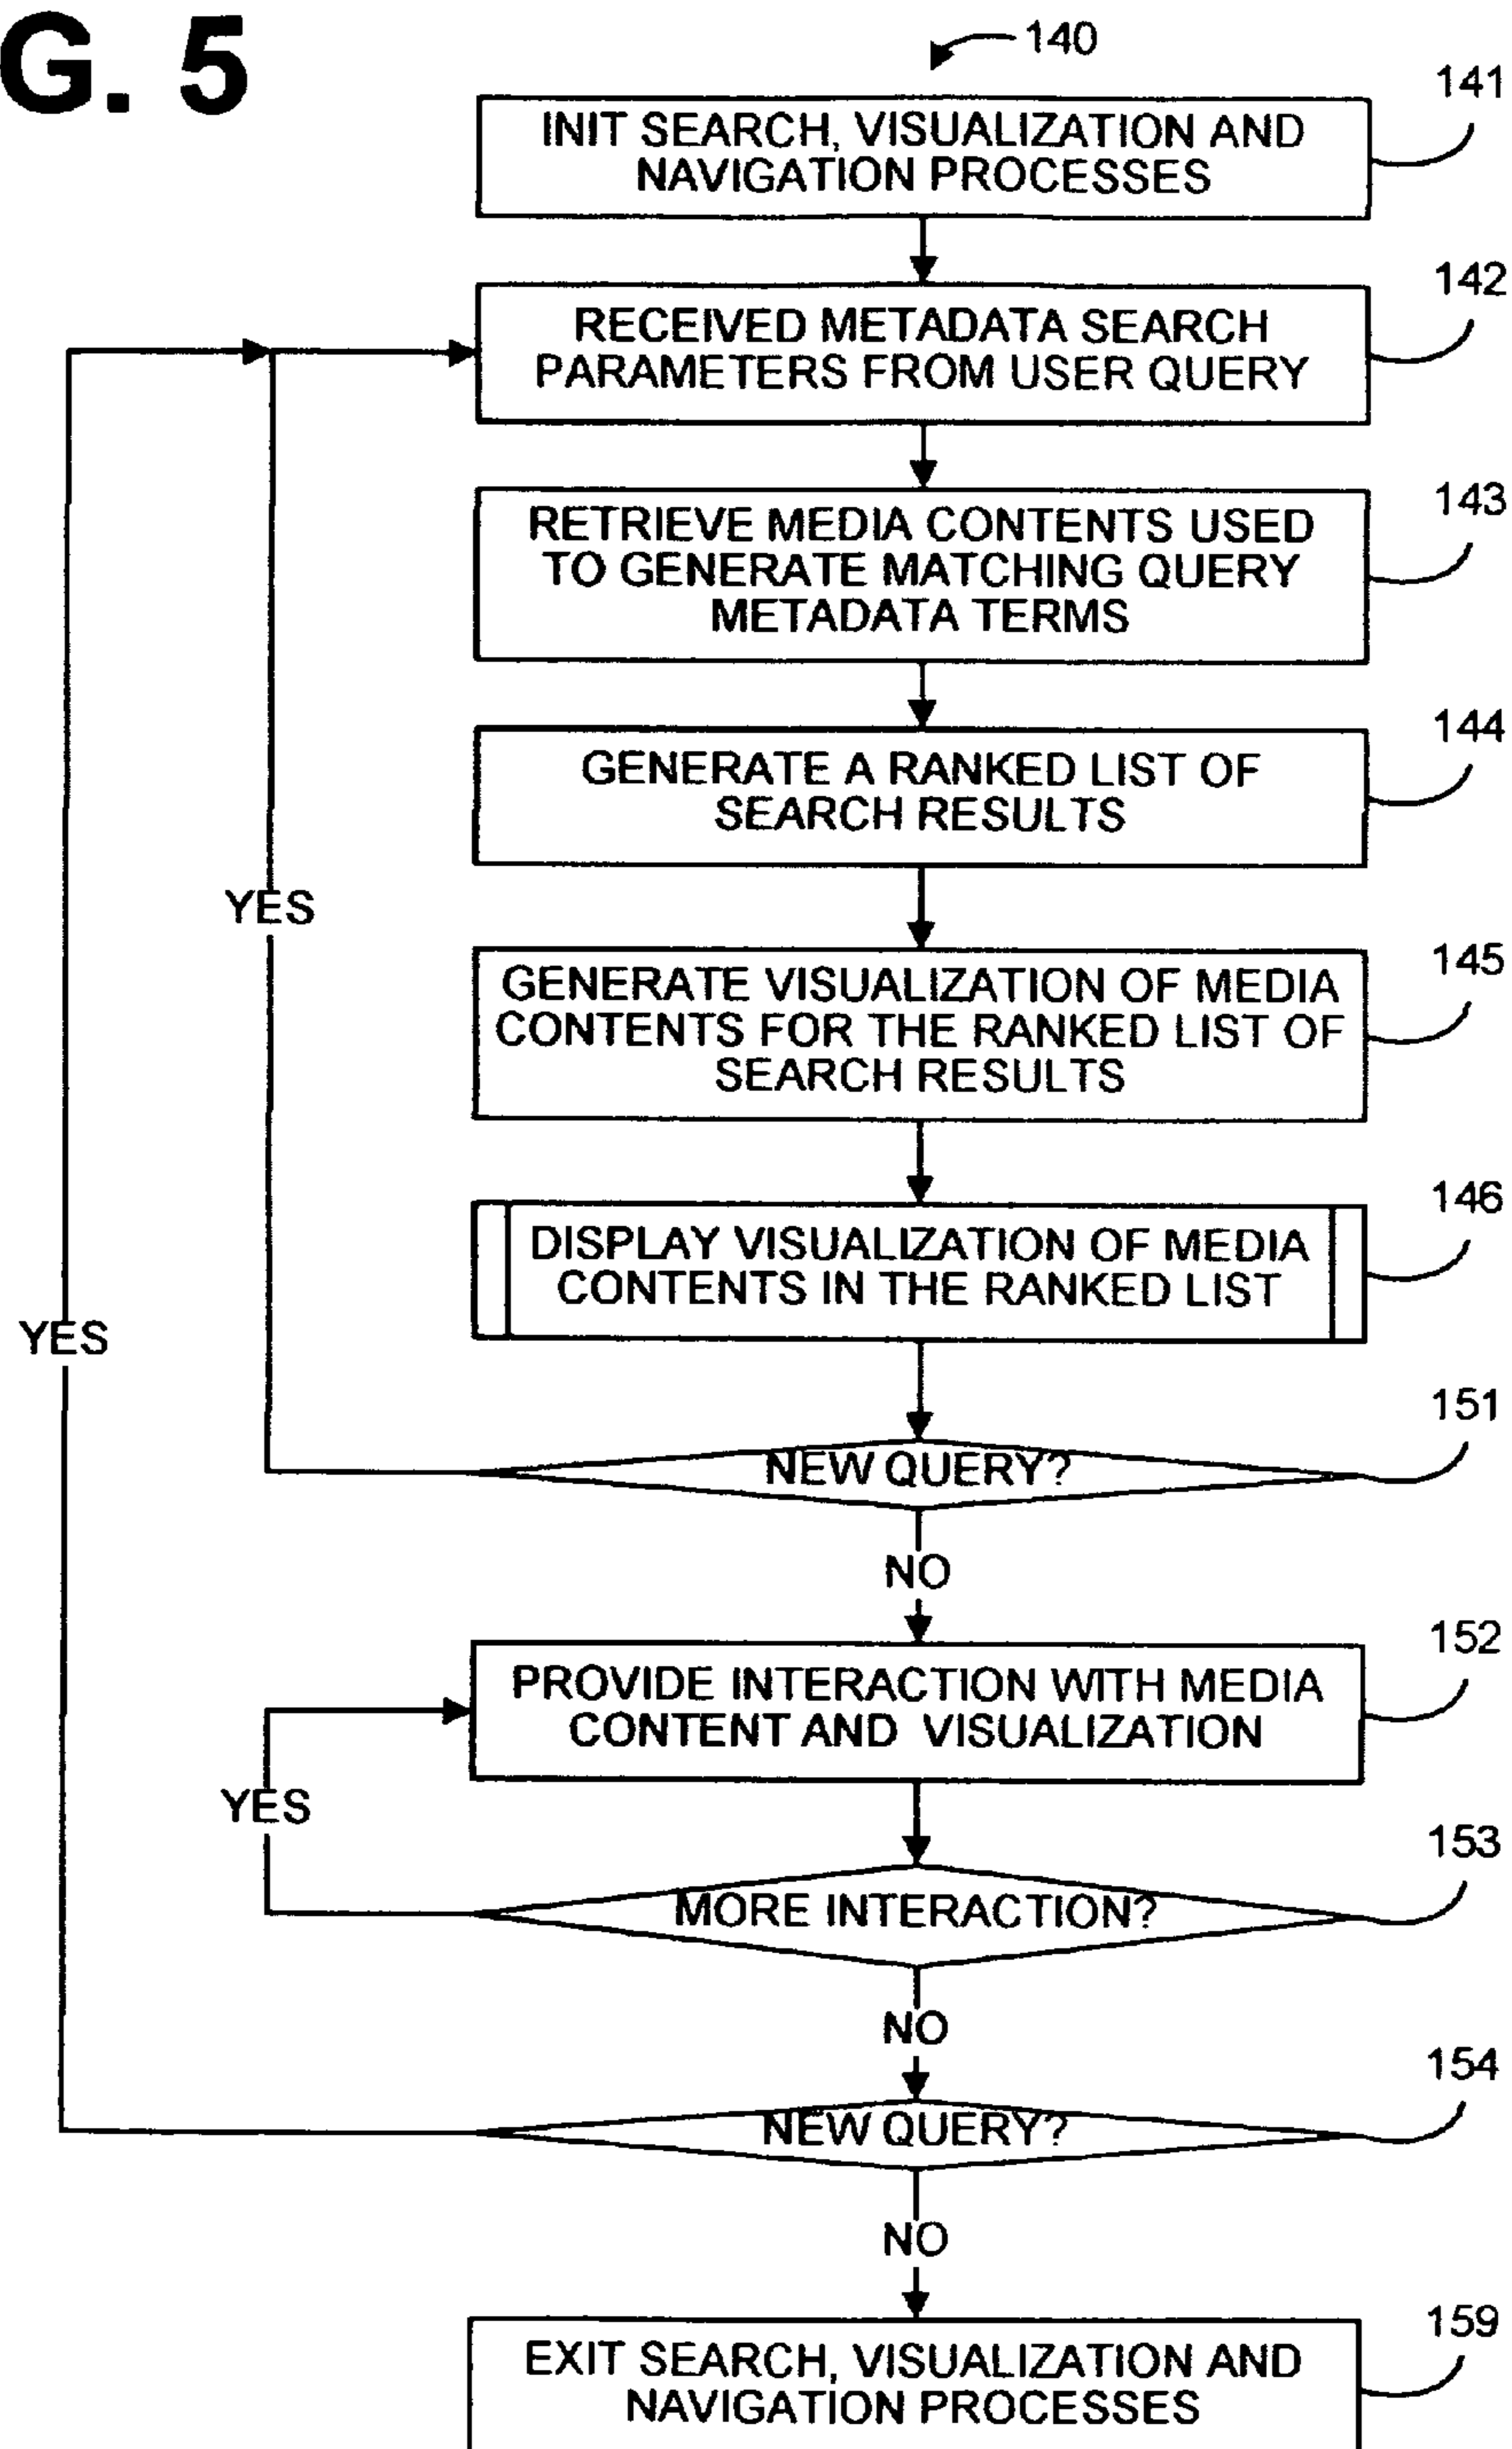 G. 5
140
141
INIT SEARCH, VISUALIZATION AND
NAVIGATION PROCESSES
142
RECEIVED METADATA SEARCH
PARAMETERS FROM USER QUERY
143
RETRIEVE MEDIA CONTENTS USED
TO GENERATE MATCHING QUERY
METADATA TERMS
144
GENERATE A RANKED LIST OF
SEARCH RESULTS
YES
145
GENERATE VISUALIZATION OF MEDIA
CONTENTS FOR THE RANKED LIST OF
SEARCH RESULTS
146
DISPLAY VISUALIZATION OF MEDIA
CONTENTS IN THE RANKED LIST
YES
151
NEW QUERY?
NO
152
PROVIDE INTERACTION WITH MEDIA
CONTENT AND VISUALIZATION
YES
153
MORE INTERACTION?
NO
154
NEW QUERY?
NO
159
EXIT SEARCH, VISUALIZATION AND
NAVIGATION PROCESSES